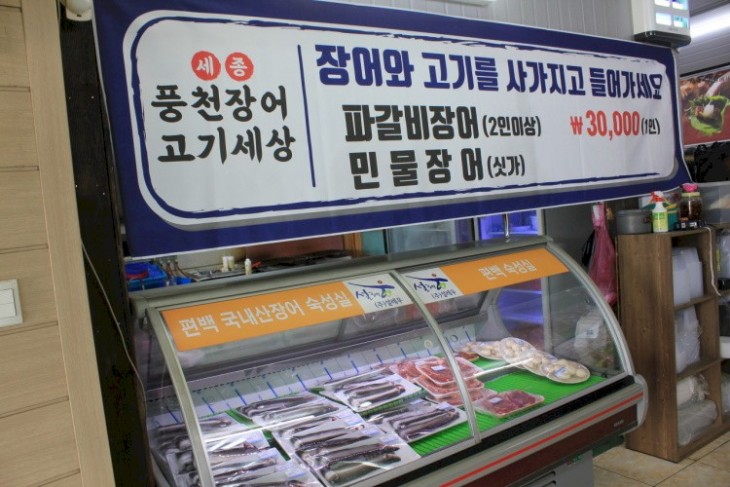 세종
풍천장어
고기세상
장어와 고기를 사가지고 들어가세요
파갈비장어(2인이상) ₩30,000(1인)
민물장어(싯가)
편백 국내산장어 숙성실
편백 숙성실